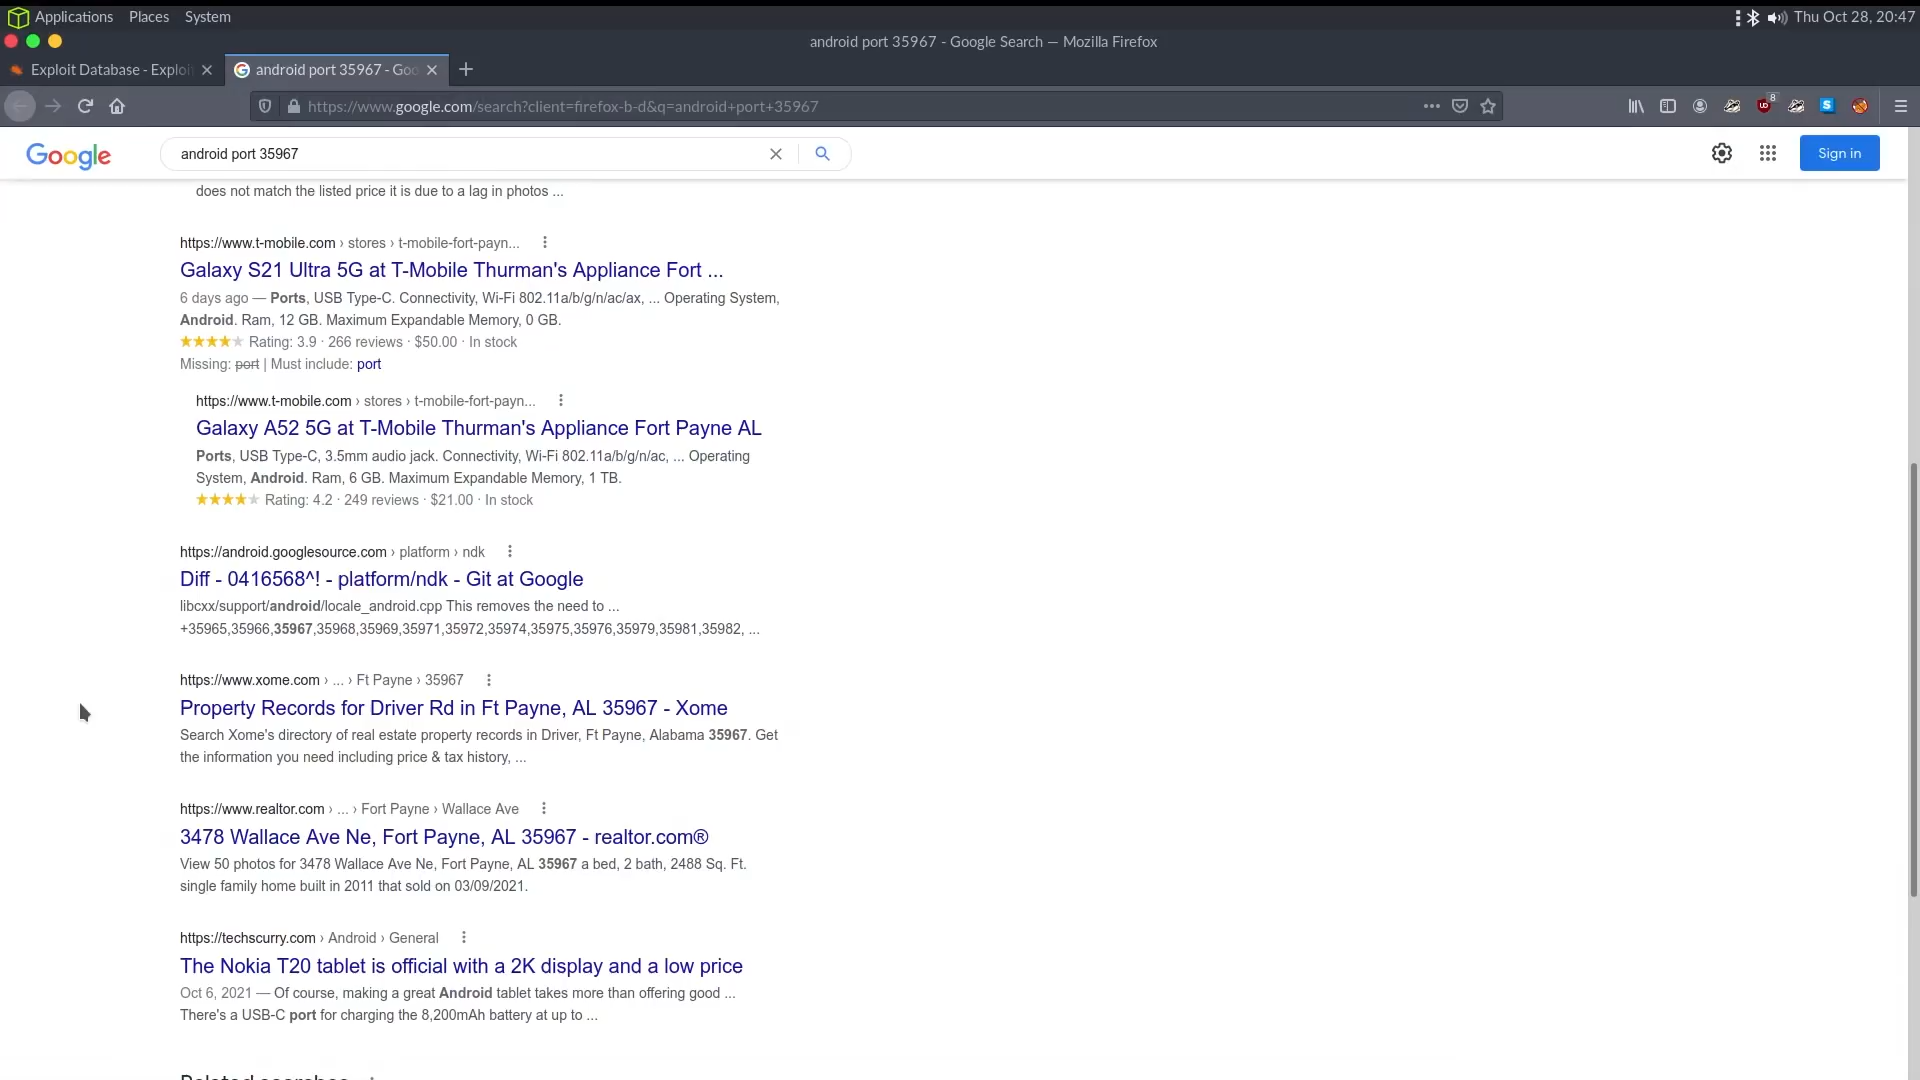 Applications Places System Thu Oct 28, 20:47
android port 35967 - Google Search — Mozilla Firefox
Exploit Database - Exploi android port 35967 - Goo
https://www.google.com/search?client=firefox-b-d&q=android+port+35967 8
Google android port 35967 Sign in
does not match the listed price it is due to a lag in photos ...
https://www.t-mobile.com › stores › t-mobile-fort-payn...
Galaxy S21 Ultra 5G at T-Mobile Thurman's Appliance Fort ...
6 days ago — Ports, USB Type-C. Connectivity, Wi-Fi 802.11a/b/g/n/ac/ax, ... Operating System,
Android. Ram, 12 GB. Maximum Expandable Memory, 0 GB.
Rating: 3.9 · 266 reviews · $50.00 · In stock
Missing: port | Must include: port
https://www.t-mobile.com › stores › t-mobile-fort-payn...
Galaxy A52 5G at T-Mobile Thurman's Appliance Fort Payne AL
Ports, USB Type-C, 3.5mm audio jack. Connectivity, Wi-Fi 802.11a/b/g/n/ac, ... Operating
System, Android. Ram, 6 GB. Maximum Expandable Memory, 1 TB.
Rating: 4.2 · 249 reviews · $21.00 · In stock
https://android.googlesource.com › platform › ndk
Diff - 0416568^! - platform/ndk - Git at Google
libcxx/support/android/locale_android.cpp This removes the need to ...
+35965,35966,35967,35968,35969,35971,35972,35974,35975,35976,35979,35981,35982, ...
https://www.xome.com › ... › Ft Payne › 35967
Property Records for Driver Rd in Ft Payne, AL 35967 - Xome
Search Xome's directory of real estate property records in Driver, Ft Payne, Alabama 35967. Get
the information you need including price & tax history, ...
https://www.realtor.com › ... › Fort Payne › Wallace Ave
3478 Wallace Ave Ne, Fort Payne, AL 35967 - realtor.com®
View 50 photos for 3478 Wallace Ave Ne, Fort Payne, AL 35967 a bed, 2 bath, 2488 Sq. Ft.
single family home built in 2011 that sold on 03/09/2021.
https://techscurry.com › Android › General
The Nokia T20 tablet is official with a 2K display and a low price
Oct 6, 2021 — Of course, making a great Android tablet takes more than offering good ...
There's a USB-C port for charging the 8,200mAh battery at up to ...
Related searches